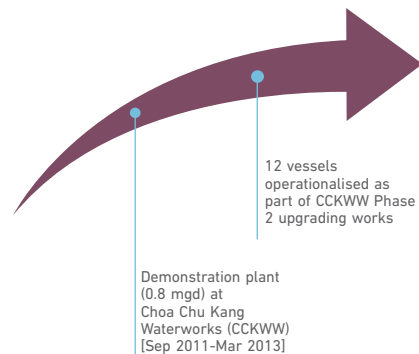 12 vessels
operationalised as
part of CCKWW Phase
2 upgrading works
Demonstration plant
(0.8 mgd) at
Choa Chu Kang
Waterworks (CCKWW)
[Sep 2011-Mar 2013]